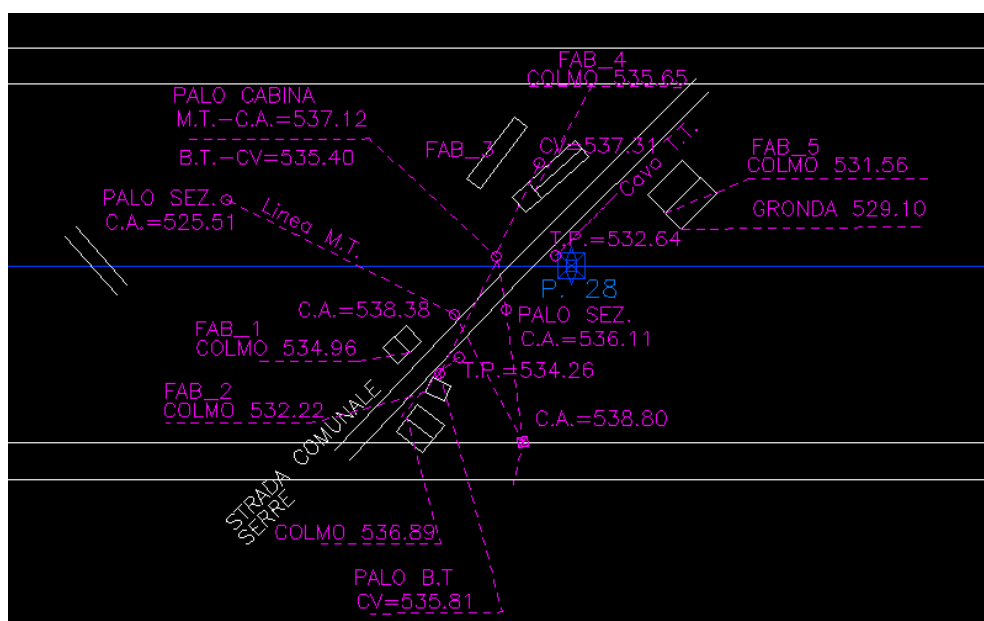 FAB_4
COLMO 535.65
PALO CABINA
M.T.-C.A.=537.12
B.T.-CV=535.40
FAB_3
CV=537.31
Cavo T.T.
FAB_5
COLMO 531.56
GRONDA 529.10
PALO SEZ.
C.A.=525.51
Linea M.T.
T.P.=532.64
P. 28
C.A.=538.38
PALO SEZ.
C.A.=536.11
FAB_1
COLMO 534.96
T.P.=534.26
FAB_2
COLMO 532.22
C.A.=538.80
STRADA COMUNALE
SERRE
COLMO 536.89
PALO B.T
CV=535.81